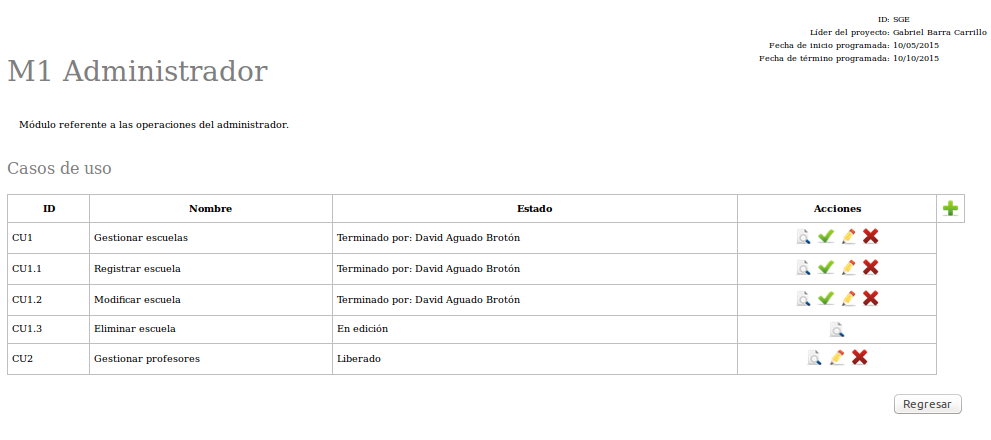 ID: SGE
Líder del proyecto: Gabriel Barra Carrillo
Fecha de inicio programada: 10/05/2015
Fecha de término programada: 10/10/2015
M1 Administrador
Módulo referente a las operaciones del administrador.
Casos de uso
ID Nombre Estado Acciones
CU1 Gestionar escuelas Terminado por: David Aguado Brotón
CU1.1 Registrar escuela Terminado por: David Aguado Brotón
CU1.2 Modificar escuela Terminado por: David Aguado Brotón
CU1.3 Eliminar escuela En edición
CU2 Gestionar profesores Liberado
Regresar